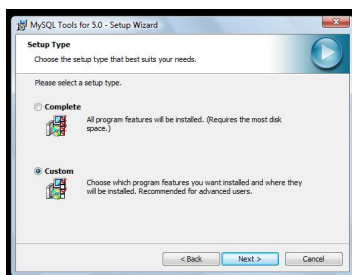 MySQL Tools for 5.0 - Setup Wizard
Setup Type
Choose the setup type that best suits your needs.
Please select a setup type.
Complete
All program features will be installed. (Requires the most disk
space.)
Custom
Choose which program features you want installed and where they
will be installed. Recommended for advanced users.
< Back Next > Cancel